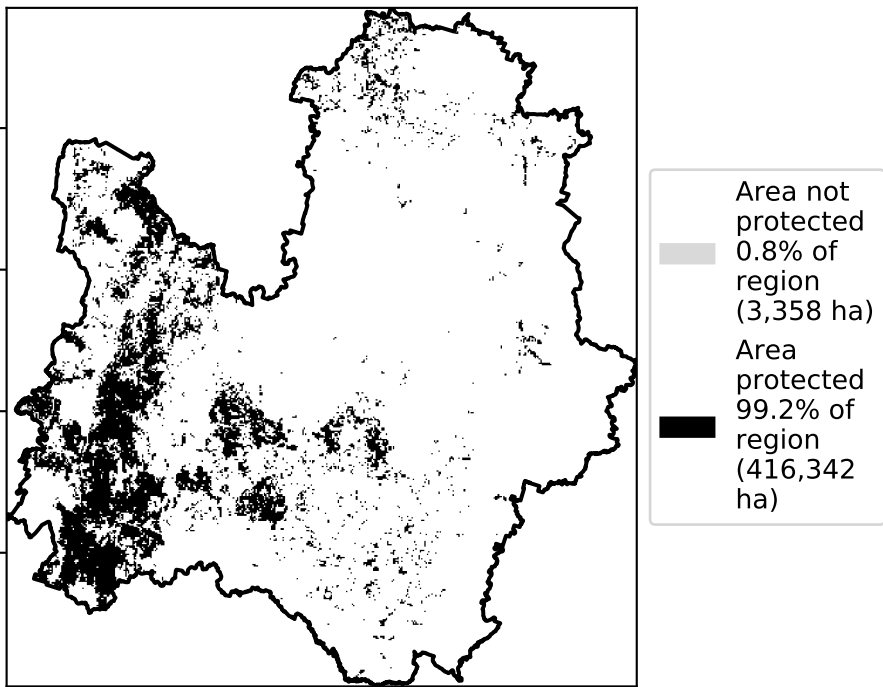 Area not
protected
0.8% of
region
(3,358 ha)
Area
protected
99.2% of
region
(416,342
ha)